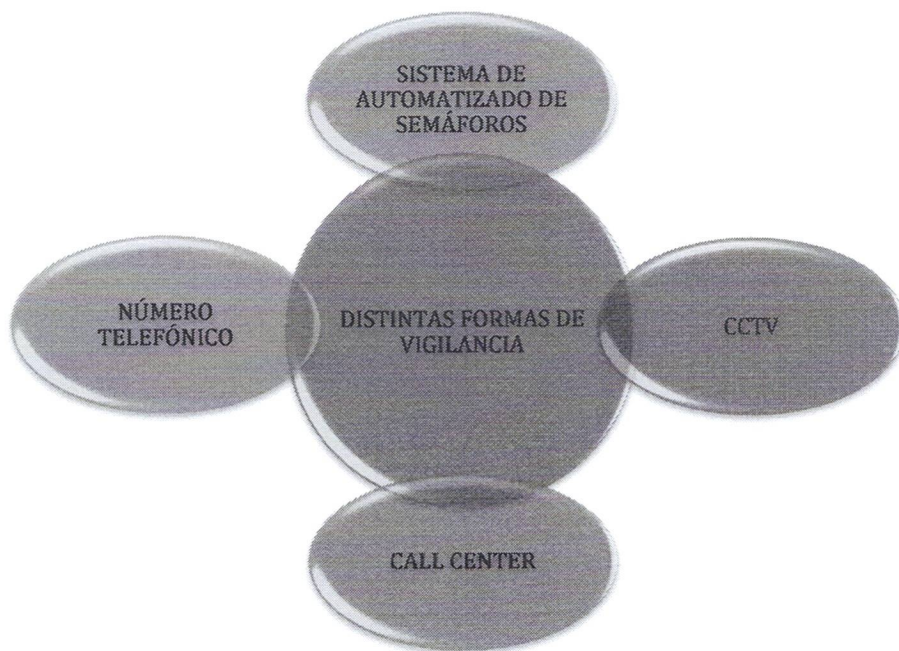 SISTEMA DE
AUTOMATIZADO DE
SEMÁFOROS
NÚMERO
TELEFÓNICO
DISTINTAS FORMAS DE
VIGILANCIA
CCTV
CALL CENTER